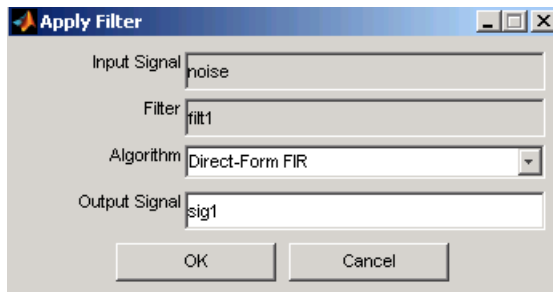 Apply Filter
Input Signal noise
Filter filt1
Algorithm Direct-Form FIR
Output Signal sig1
OK Cancel